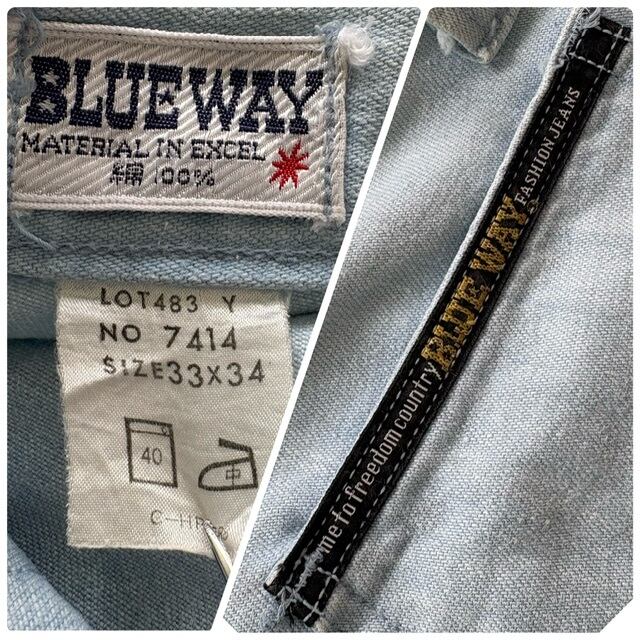 BLUEWAY
MATERIAL IN EXCEL
綿 100%
LOT483 Y
NO 7414
SIZE33X34
40
中
me to freedom country BLUE WAY FASHION JEANS